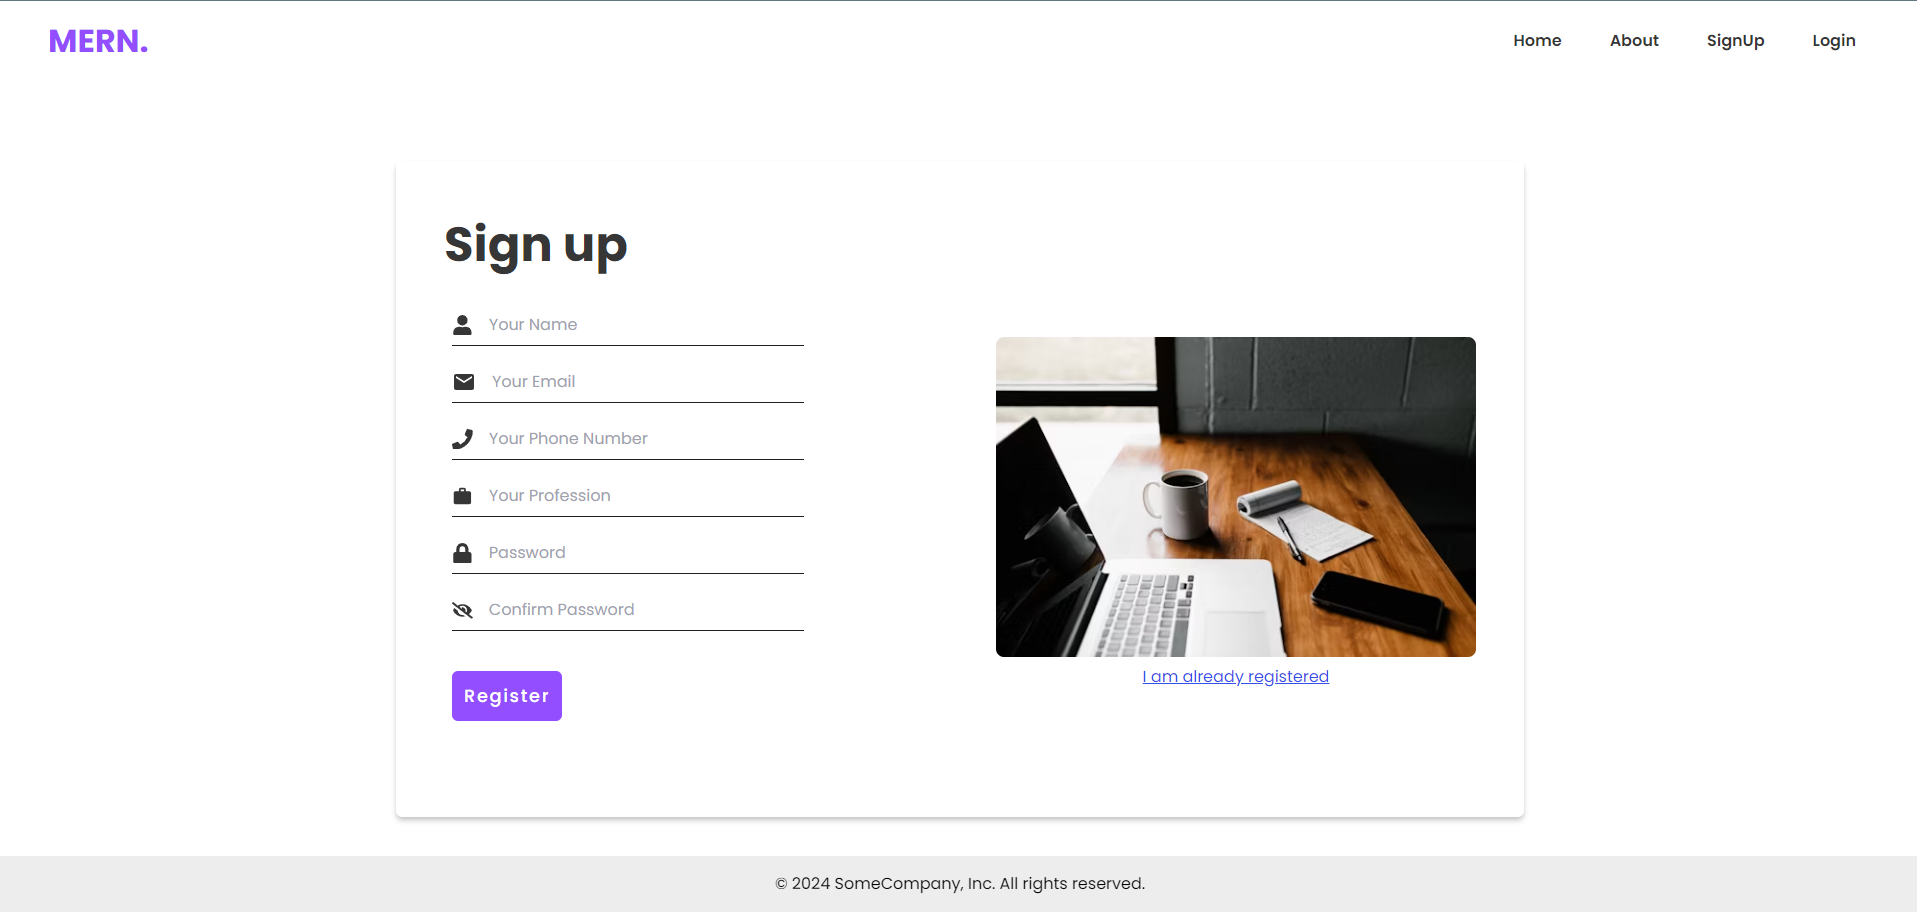 MERN.
Home About SignUp Login
Sign up
Your Name
Your Email
Your Phone Number
Your Profession
Password
Confirm Password
Register
I am already registered
© 2024 SomeCompany, Inc. All rights reserved.